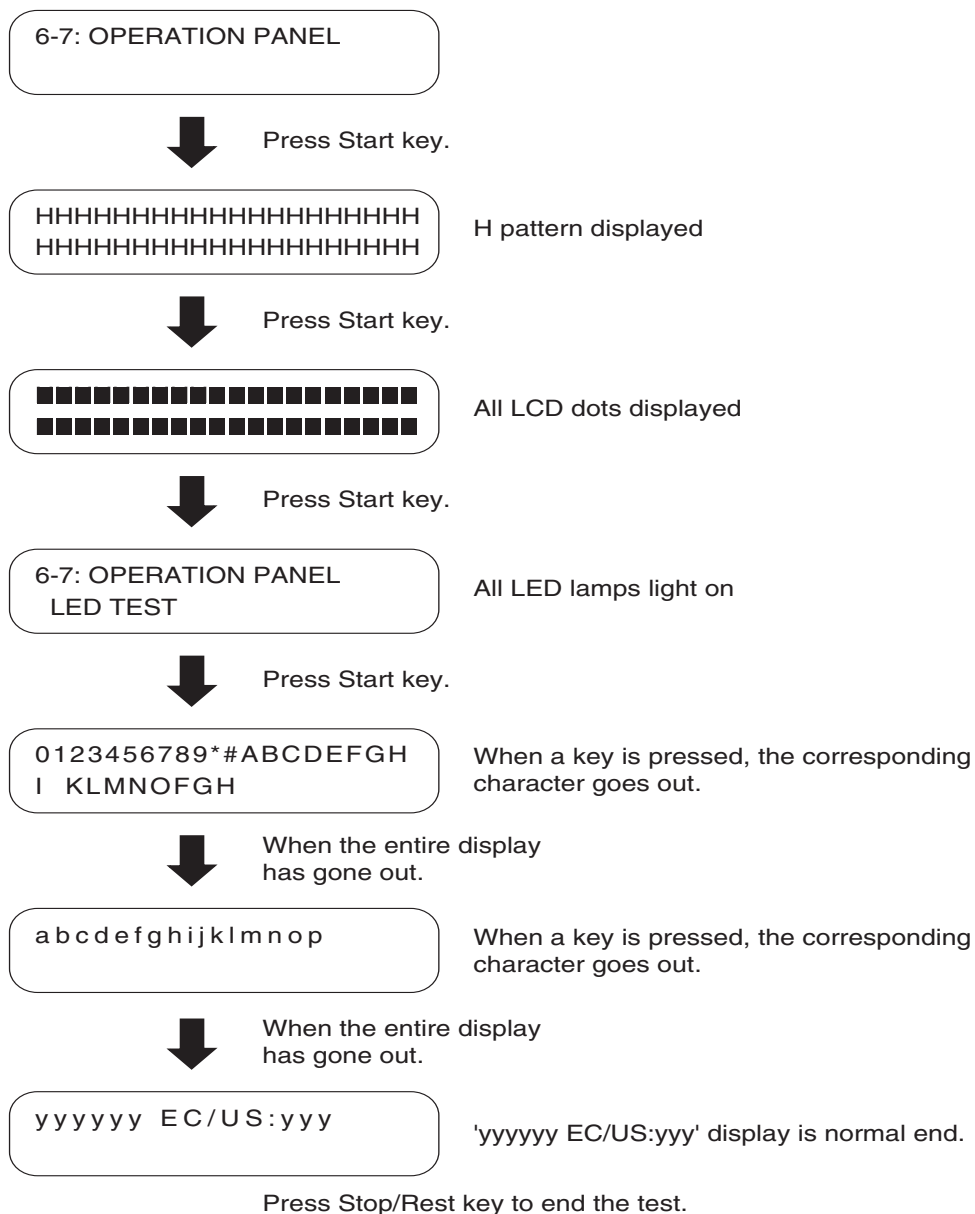 6-7: OPERATION PANEL
Press Start key.
HHHHHHHHHHHHHHHHHHHH
HHHHHHHHHHHHHHHHHHHH
H pattern displayed
Press Start key.
All LCD dots displayed
Press Start key.
6-7: OPERATION PANEL
LED TEST
All LED lamps light on
Press Start key.
0123456789*#ABCDEFGH
I KLMNOFGH
When a key is pressed, the corresponding
character goes out.
When the entire display
has gone out.
abcdefghijklmnop
When a key is pressed, the corresponding
character goes out.
When the entire display
has gone out.
yyyyyy EC/US:yyy
'yyyyyy EC/US:yyy' display is normal end.
Press Stop/Rest key to end the test.